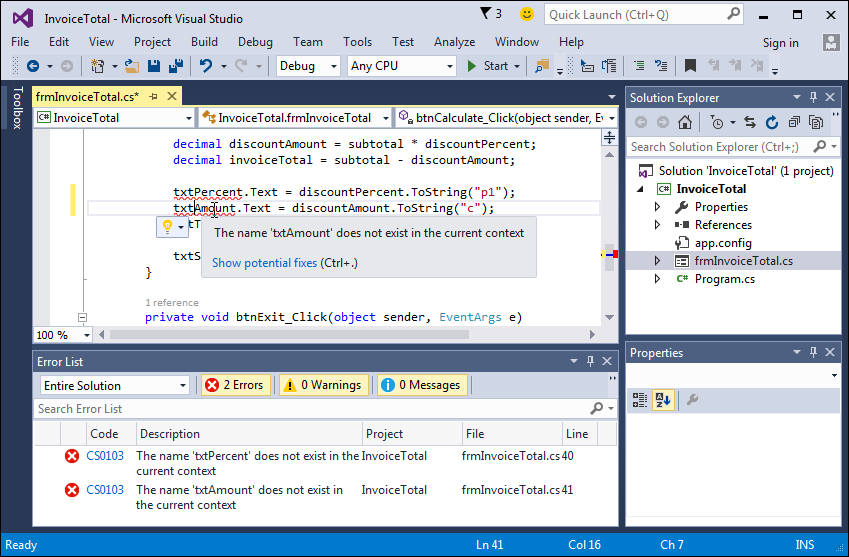 InvoiceTotal - Microsoft Visual Studio
3
Quick Launch (Ctrl+Q)
File Edit View Project Build Debug Team Tools Test Analyze Window Help Sign in
Debug Any CPU Start
Toolbox
frmInvoiceTotal.cs*
InvoiceTotal InvoiceTotal.frmInvoiceTotal btnCalculate_Click(object sender, Ev
decimal discountAmount = subtotal * discountPercent;
decimal invoiceTotal = subtotal - discountAmount;
txtPercent.Text = discountPercent.ToString("p1");
txtAmount.Text = discountAmount.ToString("c");
The name 'txtAmount' does not exist in the current context
Show potential fixes (Ctrl+.)
txtS
}
1 reference
private void btnExit_Click(object sender, EventArgs e)
100 %
Solution Explorer
Search Solution Explorer (Ctrl+;)
Solution 'InvoiceTotal' (1 project)
C# InvoiceTotal
Properties
References
app.config
frmInvoiceTotal.cs
C# Program.cs
Error List
Entire Solution 2 Errors 0 Warnings 0 Messages
Search Error List
Code Description Project File Line
CS0103 The name 'txtPercent' does not exist in the InvoiceTotal frmInvoiceTotal.cs 40
current context
CS0103 The name 'txtAmount' does not exist in InvoiceTotal frmInvoiceTotal.cs 41
the current context
Properties
Ready Ln 41 Col 16 Ch 7 INS